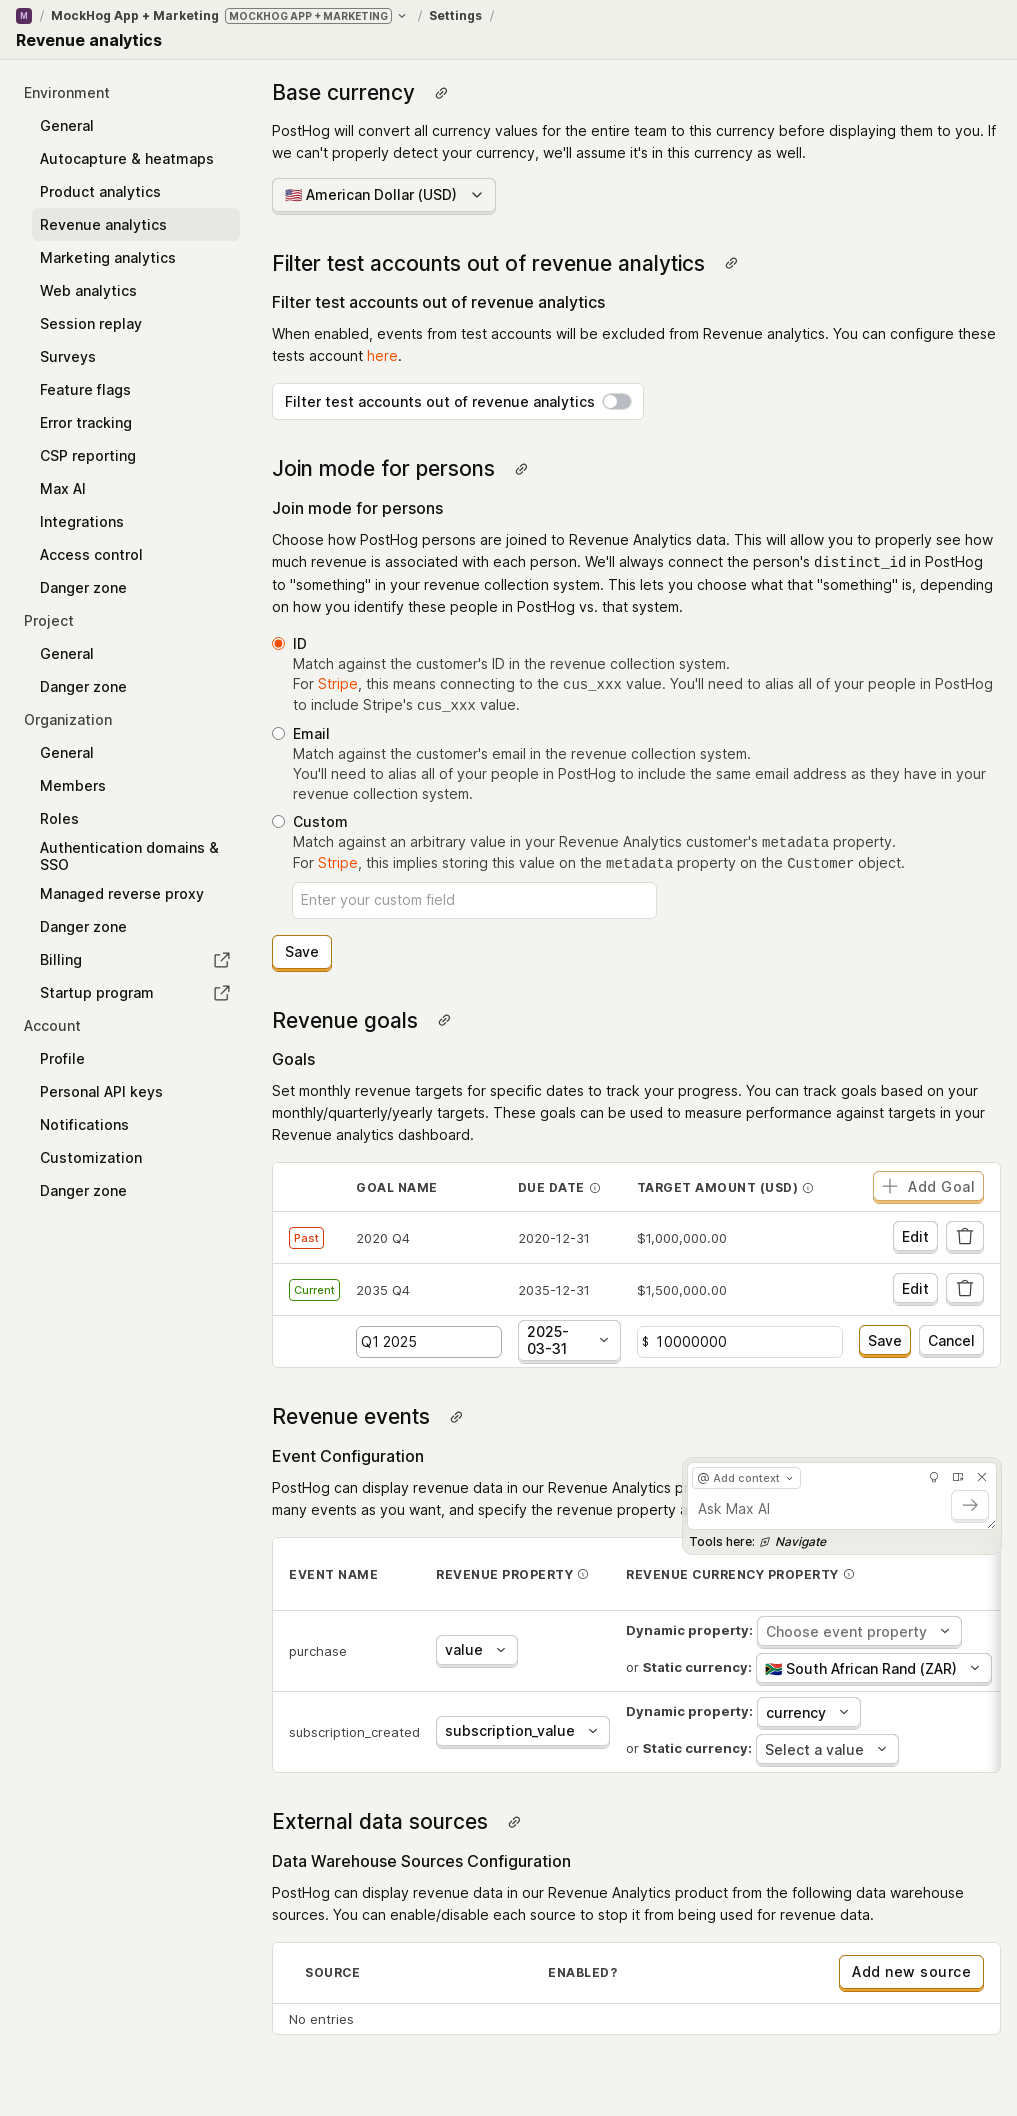 M / MockHog App + Marketing MOCKHOG APP + MARKETING / Settings /
Revenue analytics
Environment
General
Autocapture & heatmaps
Product analytics
Revenue analytics
Marketing analytics
Web analytics
Session replay
Surveys
Feature flags
Error tracking
CSP reporting
Max AI
Integrations
Access control
Danger zone
Project
General
Danger zone
Organization
General
Members
Roles
Authentication domains &
SSO
Managed reverse proxy
Danger zone
Billing
Startup program
Account
Profile
Personal API keys
Notifications
Customization
Danger zone
Base currency
PostHog will convert all currency values for the entire team to this currency before displaying them to you. If
we can't properly detect your currency, we'll assume it's in this currency as well.
🇺🇸 American Dollar (USD)
Filter test accounts out of revenue analytics
Filter test accounts out of revenue analytics
When enabled, events from test accounts will be excluded from Revenue analytics. You can configure these
tests account here.
Filter test accounts out of revenue analytics
Join mode for persons
Join mode for persons
Choose how PostHog persons are joined to Revenue Analytics data. This will allow you to properly see how
much revenue is associated with each person. We'll always connect the person's distinct_id in PostHog
to "something" in your revenue collection system. This lets you choose what that "something" is, depending
on how you identify these people in PostHog vs. that system.
ID
Match against the customer's ID in the revenue collection system.
For Stripe, this means connecting to the cus_xxx value. You'll need to alias all of your people in PostHog
to include Stripe's cus_xxx value.
Email
Match against the customer's email in the revenue collection system.
You'll need to alias all of your people in PostHog to include the same email address as they have in your
revenue collection system.
Custom
Match against an arbitrary value in your Revenue Analytics customer's metadata property.
For Stripe, this implies storing this value on the metadata property on the Customer object.
Enter your custom field
Save
Revenue goals
Goals
Set monthly revenue targets for specific dates to track your progress. You can track goals based on your
monthly/quarterly/yearly targets. These goals can be used to measure performance against targets in your
Revenue analytics dashboard.
GOAL NAME DUE DATE TARGET AMOUNT (USD) Add Goal
Past 2020 Q4 2020-12-31 $1,000,000.00 Edit
Current 2035 Q4 2035-12-31 $1,500,000.00 Edit
Q1 2025 2025-
03-31 $ 10000000 Save Cancel
Revenue events
Event Configuration
PostHog can display revenue data in our Revenue Analytics
many events as you want, and specify the revenue property
@ Add context
Ask Max AI
Tools here: Navigate
EVENT NAME REVENUE PROPERTY REVENUE CURRENCY PROPERTY
purchase value Dynamic property: Choose event property
or Static currency: 🇿🇦 South African Rand (ZAR)
subscription_created subscription_value Dynamic property: currency
or Static currency: Select a value
External data sources
Data Warehouse Sources Configuration
PostHog can display revenue data in our Revenue Analytics product from the following data warehouse
sources. You can enable/disable each source to stop it from being used for revenue data.
SOURCE ENABLED? Add new source
No entries